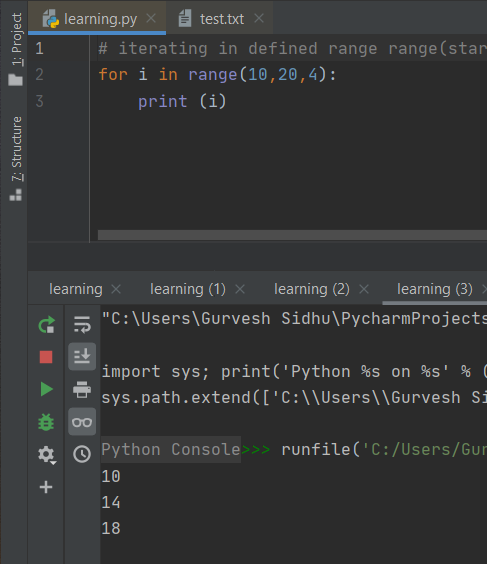 learning.py test.txt
1: Project
7: Structure
1 # iterating in defined range range(star
2 for i in range(10,20,4):
3 print (i)
learning learning (1) learning (2) learning (3)
"C:\Users\Gurvesh Sidhu\PycharmProjects
import sys; print('Python %s on %s' % (
sys.path.extend(['C:\\Users\\Gurvesh Si
Python Console>>> runfile('C:/Users/Gur
10
14
18